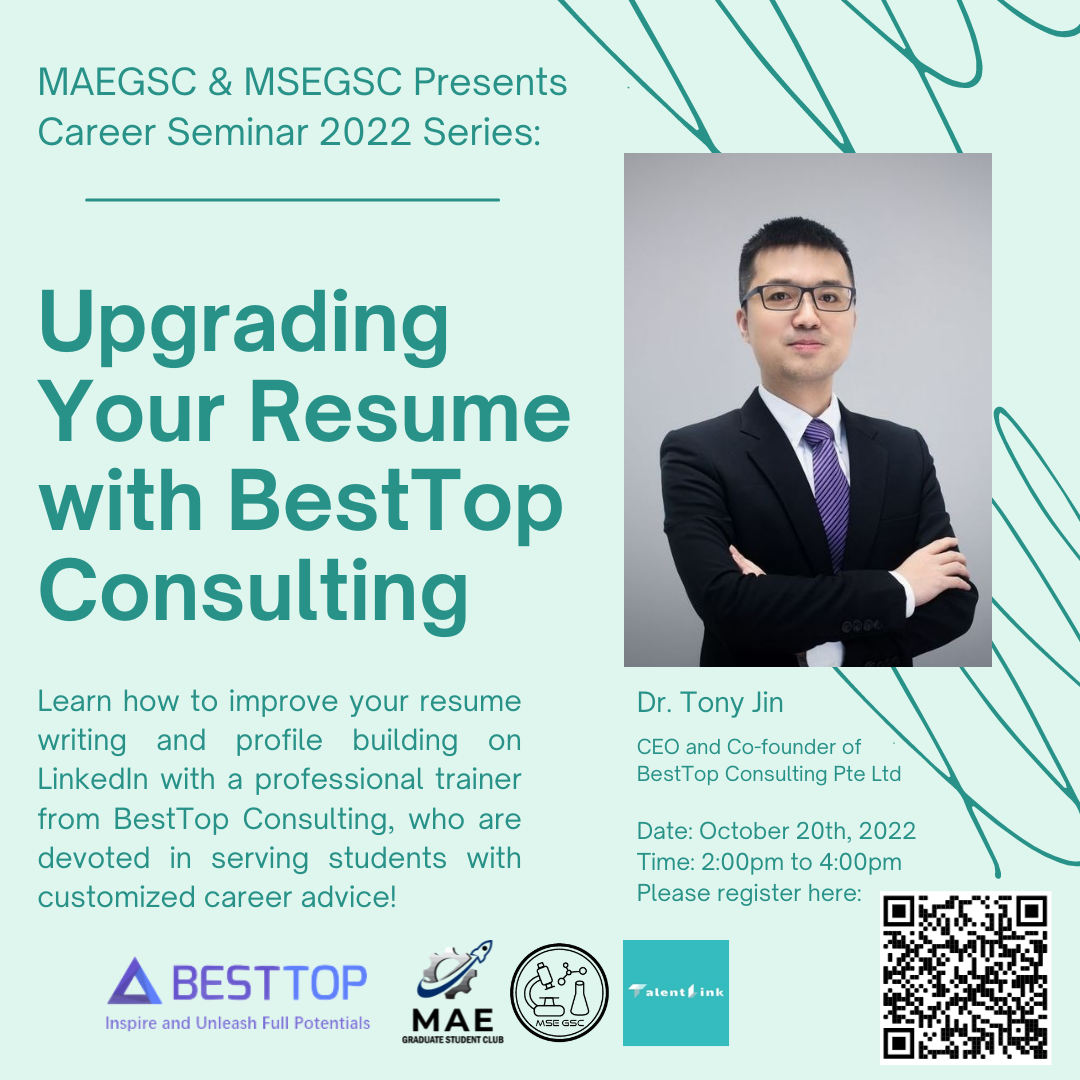 MAEGSC & MSEGSC Presents
Career Seminar 2022 Series:
Upgrading
Your Resume
with BestTop
Consulting
Learn how to improve your resume
writing and profile building on
LinkedIn with a professional trainer
from BestTop Consulting, who are
devoted in serving students with
customized career advice!
Dr. Tony Jin
CEO and Co-founder of
BestTop Consulting Pte Ltd
Date: October 20th, 2022
Time: 2:00pm to 4:00pm
Please register here:
BESTTOP
Inspire and Unleash Full Potentials
MAE
GRADUATE STUDENT CLUB
MSE GSC
TalentLink